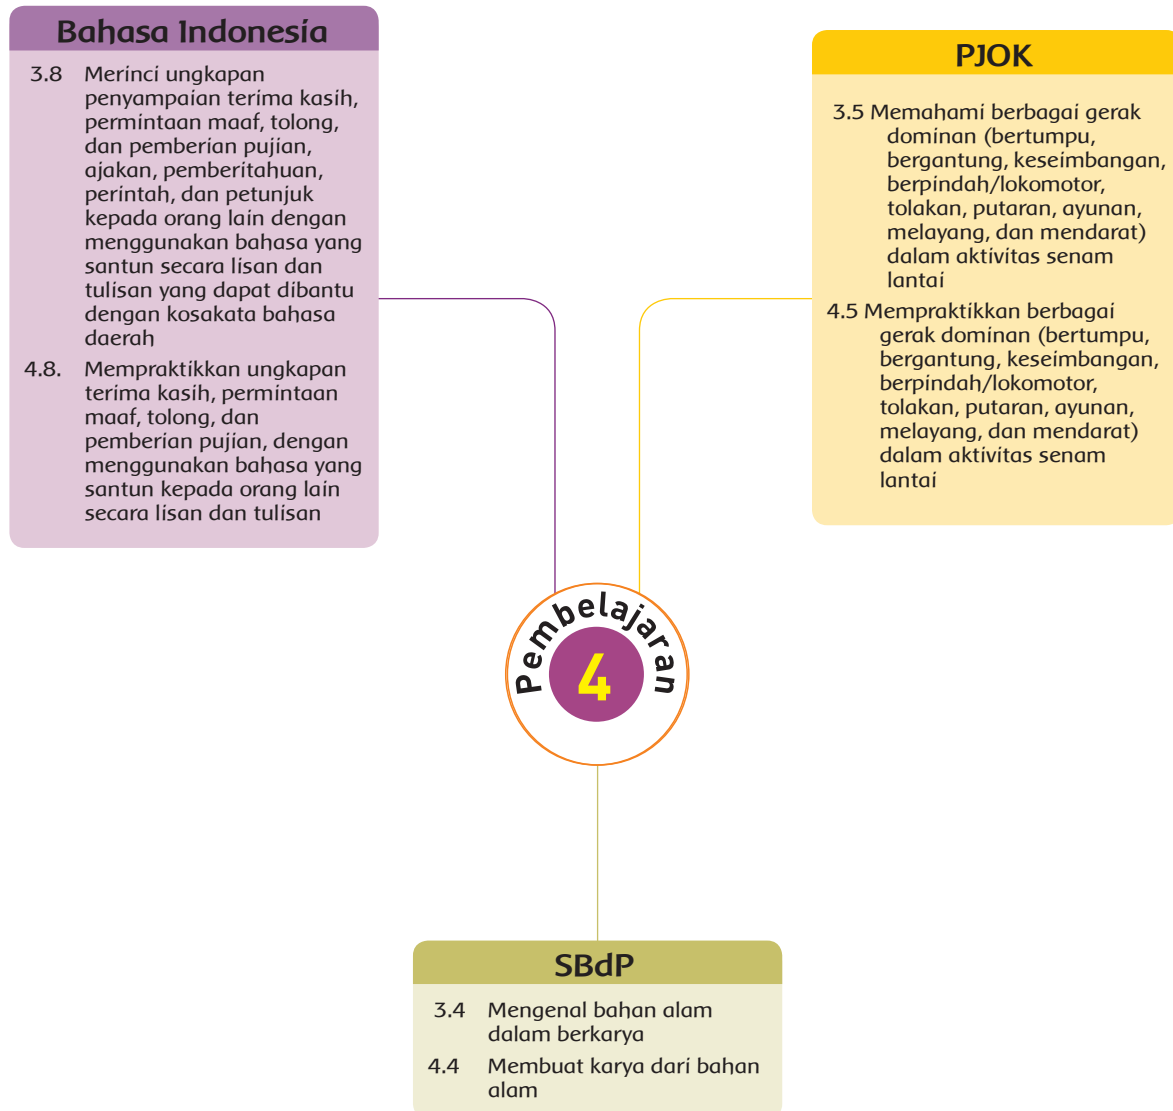 Bahasa Indonesia
3.8 Merinci ungkapan
penyampaian terima kasih,
permintaan maaf, tolong,
dan pemberian pujian,
ajakan, pemberitahuan,
perintah, dan petunjuk
kepada orang lain dengan
menggunakan bahasa yang
santun secara lisan dan
tulisan yang dapat dibantu
dengan kosakata bahasa
daerah
4.8. Mempraktikkan ungkapan
terima kasih, permintaan
maaf, tolong, dan
pemberian pujian, dengan
menggunakan bahasa yang
santun kepada orang lain
secara lisan dan tulisan
PJOK
3.5 Memahami berbagai gerak
dominan (bertumpu,
bergantung, keseimbangan,
berpindah/lokomotor,
tolakan, putaran, ayunan,
melayang, dan mendarat)
dalam aktivitas senam
lantai
4.5 Mempraktikkan berbagai
gerak dominan (bertumpu,
bergantung, keseimbangan,
berpindah/lokomotor,
tolakan, putaran, ayunan,
melayang, dan mendarat)
dalam aktivitas senam
lantai
Pembelajaran
4
SBdP
3.4 Mengenal bahan alam
dalam berkarya
4.4 Membuat karya dari bahan
alam